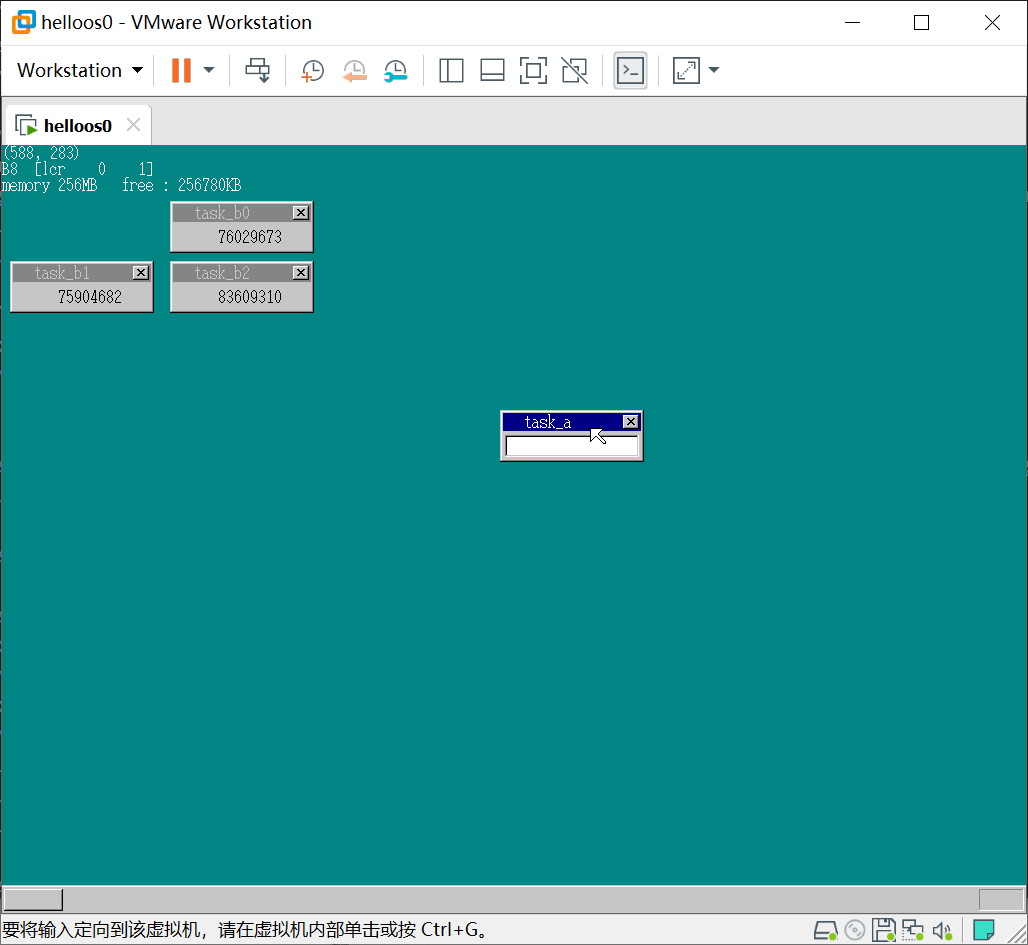 helloos0 - VMware Workstation
Workstation
helloos0
(588, 283)
B8 [lcr    0    1]
memory 256MB   free : 256780KB
task_b0
76029673
task_b1
75904682
task_b2
83609310
task_a
要将输入定向到该虚拟机，请在虚拟机内部单击或按 Ctrl+G。